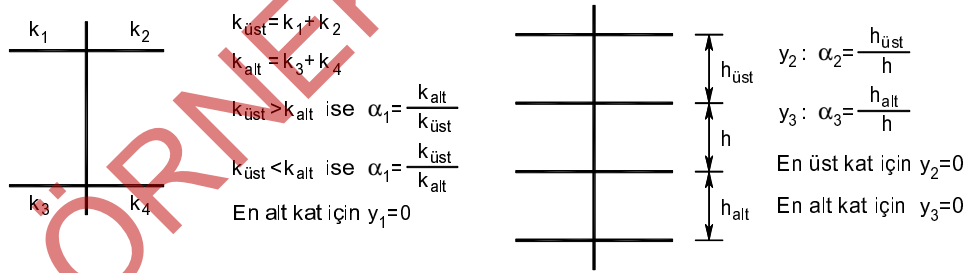 k1 k2
k3 k4
küst=k1+k2
kalt=k3+k4
küst>kalt ise α1=kalt/küst
küst<kalt ise α1=küst/kalt
En alt kat için y1=0
hüst
h
halt
y2: α2=hüst/h
y3: α3=halt/h
En üst kat için y2=0
En alt kat için y3=0
ÖRNE